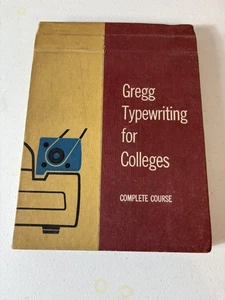 Gregg
Typewriting
for
Colleges
COMPLETE COURSE